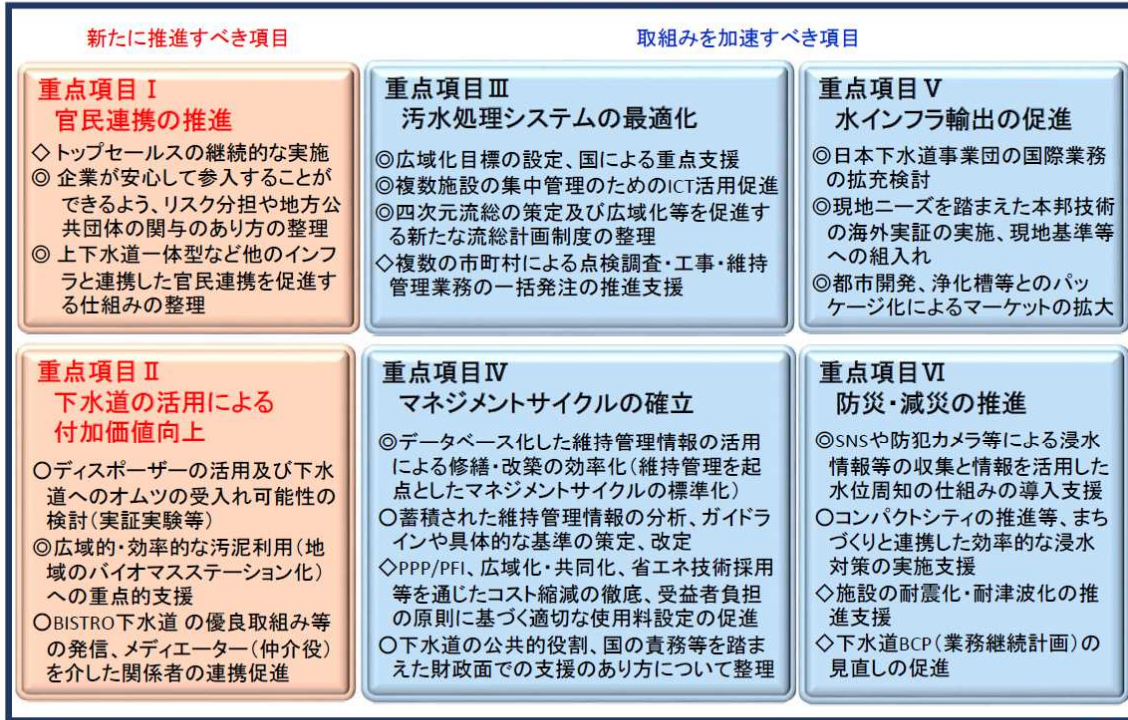 新たに推進すべき項目
取組みを加速すべき項目
重点項目Ⅰ
官民連携の推進
◇トップセールスの継続的な実施
◎ 企業が安心して参入することが
できるよう、リスク分担や地方公
共団体の関与のあり方の整理
◎ 上下水道一体型など他のインフ
ラと連携した官民連携を促進す
る仕組みの整理
重点項目Ⅱ
下水道の活用による
付加価値向上
○ディスポーザーの活用及び下水
道へのオムツの受入れ可能性の
検討(実証実験等)
◎広域的・効率的な汚泥利用(地
域のバイオマスステーション化)
への重点的支援
○BISTRO下水道 の優良取組み等
の発信、メディエーター(仲介役)
を介した関係者の連携促進
重点項目Ⅲ
汚水処理システムの最適化
◎広域化目標の設定、国による重点支援
◎複数施設の集中管理のためのICT活用促進
◎四次元流総の策定及び広域化等を促進す
る新たな流総計画制度の整理
◇複数の市町村による点検調査・工事・維持
管理業務の一括発注の推進支援
重点項目Ⅳ
マネジメントサイクルの確立
◎データベース化した維持管理情報の活用
による修繕・改築の効率化(維持管理を起
点としたマネジメントサイクルの標準化)
○蓄積された維持管理情報の分析、ガイドラ
インや具体的な基準の策定、改定
◇PPP/PFI、広域化・共同化、省エネ技術採用
等を通じたコスト縮減の徹底、受益者負担
の原則に基づく適切な使用料設定の促進
○下水道の公共的役割、国の責務等を踏ま
えた財政面での支援のあり方について整理
重点項目Ⅴ
水インフラ輸出の促進
◎日本下水道事業団の国際業務
の拡充検討
◎現地ニーズを踏まえた本邦技術
の海外実証の実施、現地基準等
への組入れ
◎都市開発、浄化槽等とのパッ
ケージ化によるマーケットの拡大
重点項目Ⅵ
防災・減災の推進
◎SNSや防犯カメラ等による浸水
情報等の収集と情報を活用した
水位周知の仕組みの導入支援
○コンパクトシティの推進等、まち
づくりと連携した効率的な浸水
対策の実施支援
◇施設の耐震化・耐津波化の推
進支援
◇下水道BCP(業務継続計画)の
見直しの促進